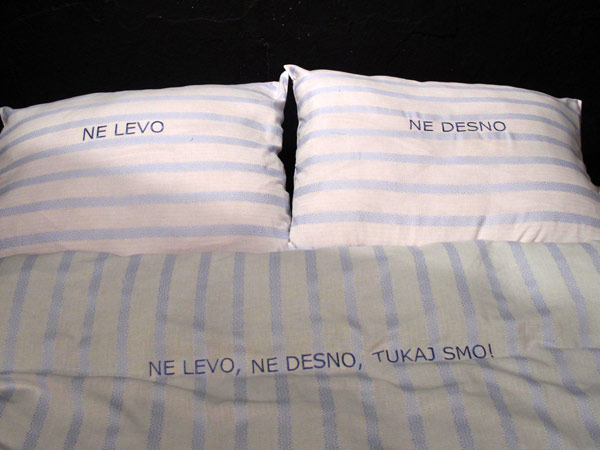 NE LEVO
NE DESNO
NE LEVO, NE DESNO, TUKAJ SMO!